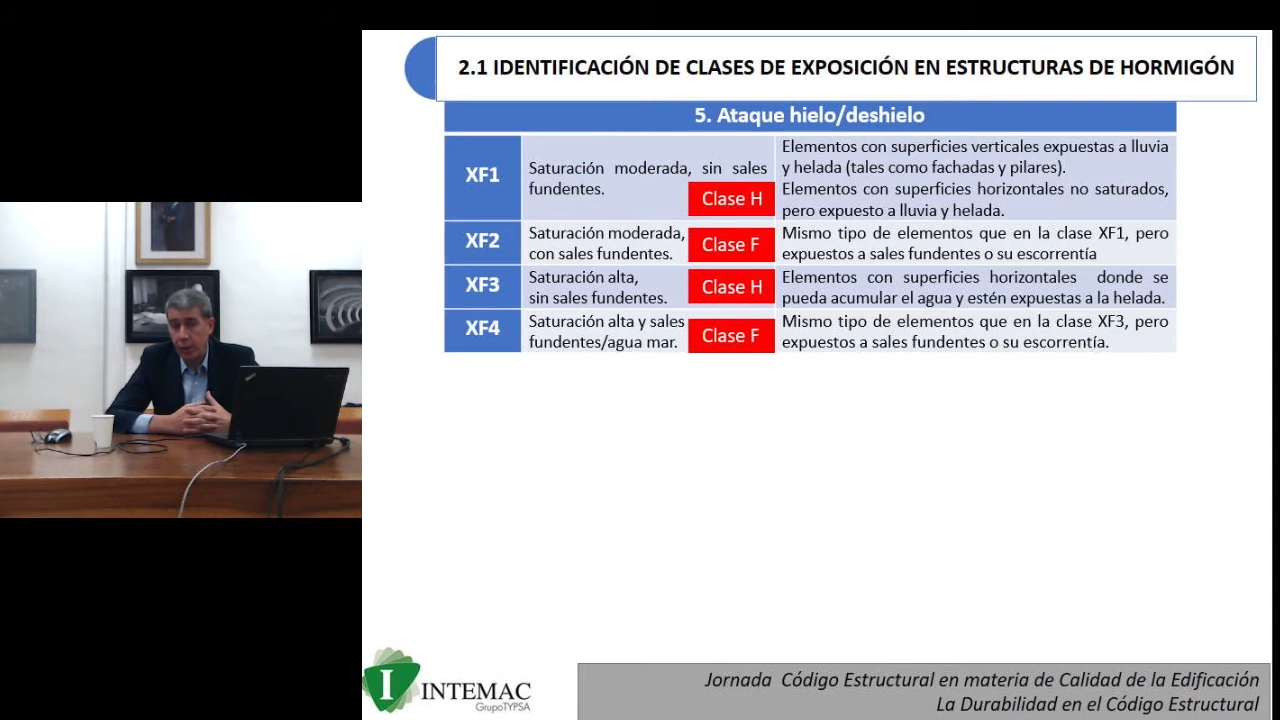 2.1 IDENTIFICACIÓN DE CLASES DE EXPOSICIÓN EN ESTRUCTURAS DE HORMIGÓN
5. Ataque hielo/deshielo
XF1
Saturación moderada, sin sales
fundentes.
Clase H
Elementos con superficies verticales expuestas a lluvia
y helada (tales como fachadas y pilares).
Elementos con superficies horizontales no saturados,
pero expuesto a lluvia y helada.
XF2
Saturación moderada,
con sales fundentes.
Clase F
Mismo tipo de elementos que en la clase XF1, pero
expuestos a sales fundentes o su escorrentía
XF3
Saturación alta,
sin sales fundentes.
Clase H
Elementos con superficies horizontales donde se
pueda acumular el agua y estén expuestas a la helada.
XF4
Saturación alta y sales
fundentes/agua mar.
Clase F
Mismo tipo de elementos que en la clase XF3, pero
expuestos a sales fundentes o su escorrentía.
I INTEMAC
GrupoTYPSA
Jornada Código Estructural en materia de Calidad de la Edificación
La Durabilidad en el Código Estructural